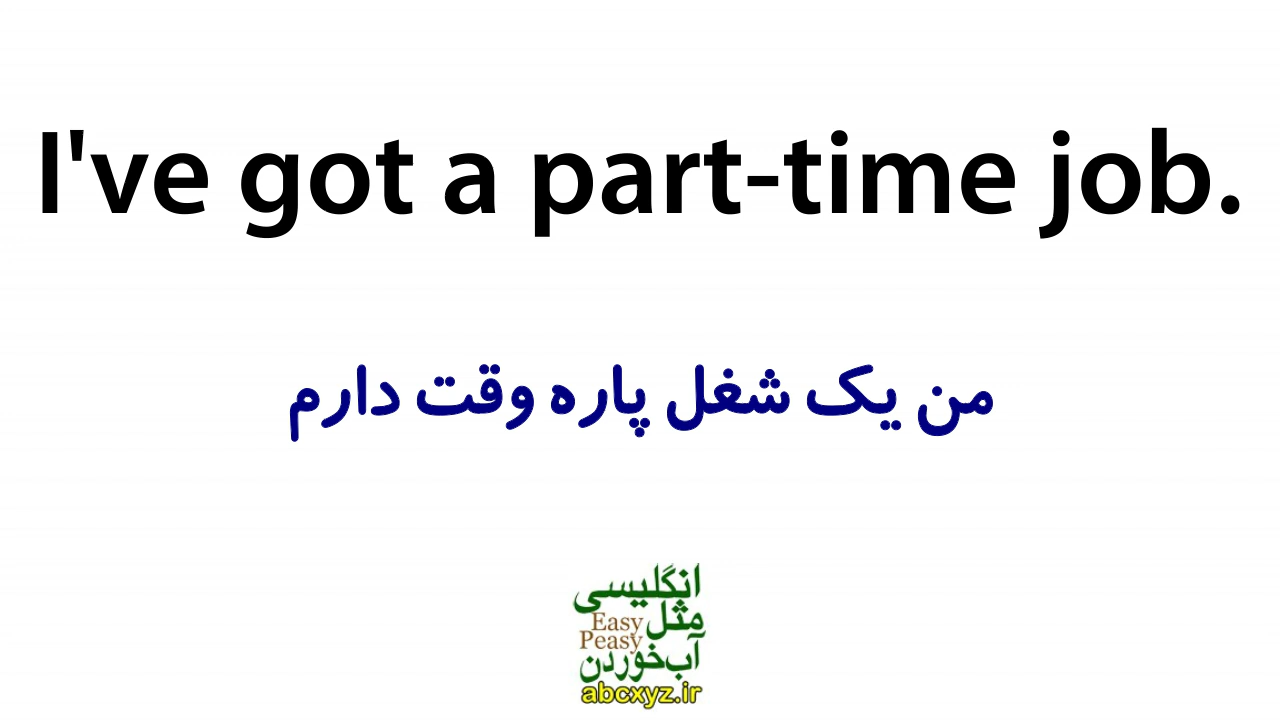 I've got a part-time job.
من یک شغل پاره وقت دارم
انگلیسی
مثل
Easy
Peasy
آب‌خوردن
abcxyz.ir